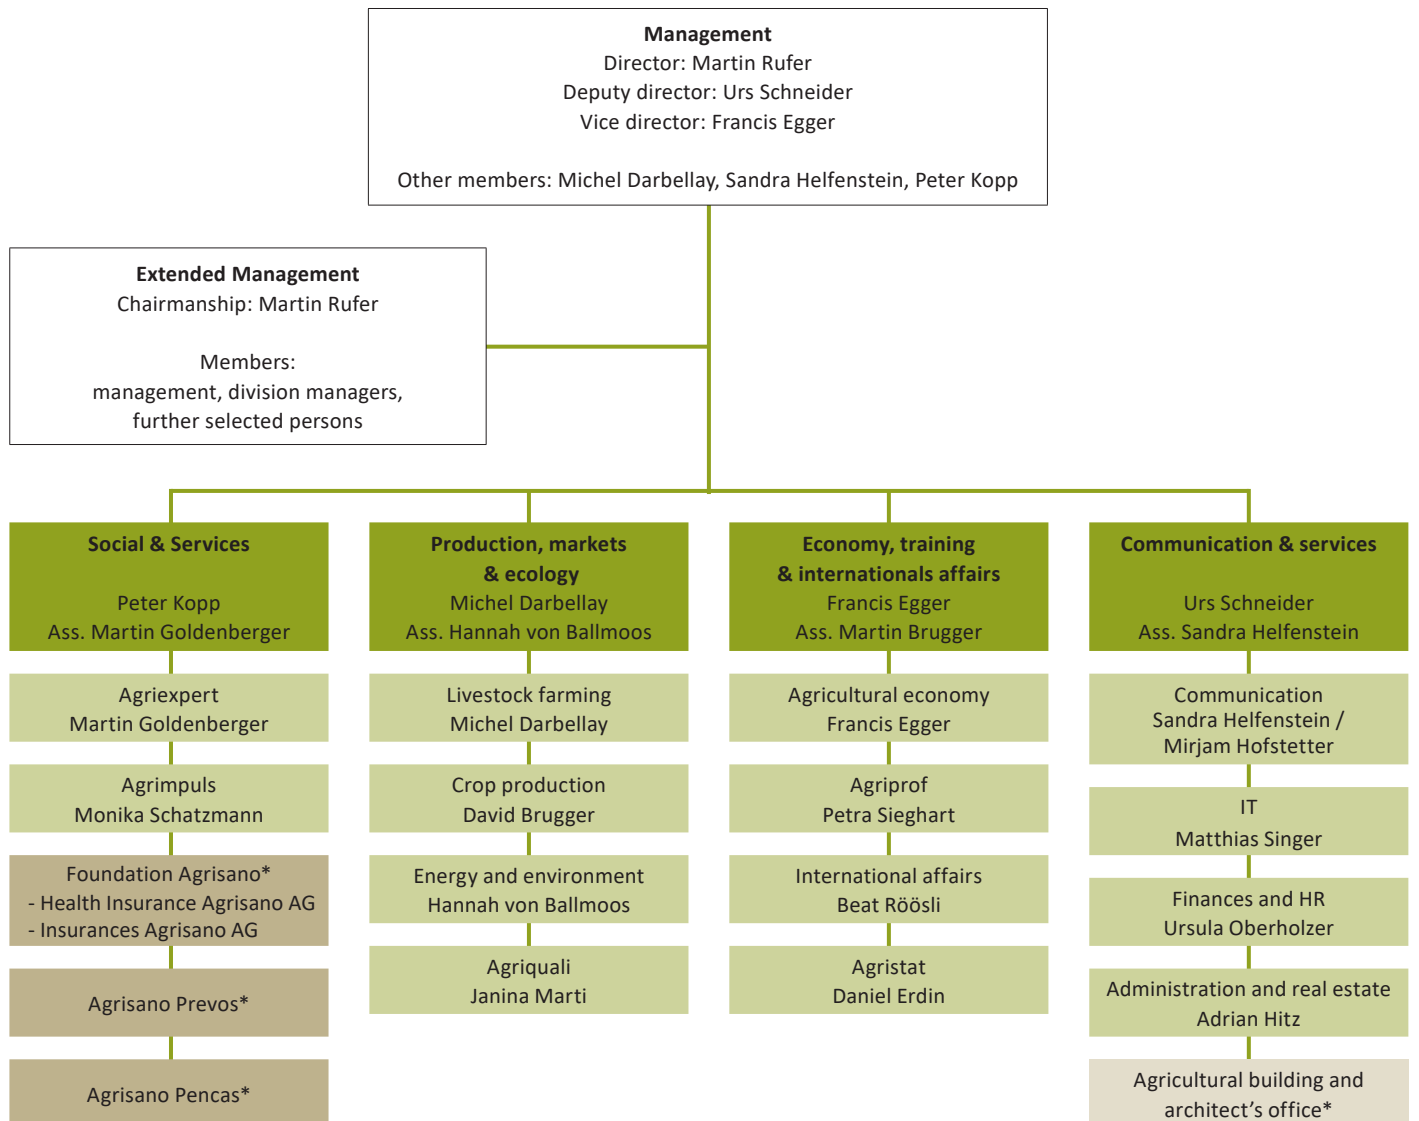 Management
Director: Martin Rufer
Deputy director: Urs Schneider
Vice director: Francis Egger
Other members: Michel Darbellay, Sandra Helfenstein, Peter Kopp
Extended Management
Chairmanship: Martin Rufer
Members:
management, division managers,
further selected persons
Social & Services
Peter Kopp
Ass. Martin Goldenberger
Agriexpert
Martin Goldenberger
Agrimpuls
Monika Schatzmann
Foundation Agrisano*
- Health Insurance Agrisano AG
- Insurances Agrisano AG
Agrisano Prevos*
Agrisano Pencas*
Production, markets
& ecology
Michel Darbellay
Ass. Hannah von Ballmoos
Livestock farming
Michel Darbellay
Crop production
David Brugger
Energy and environment
Hannah von Ballmoos
Agriquali
Janina Marti
Economy, training
& internationals affairs
Francis Egger
Ass. Martin Brugger
Agricultural economy
Francis Egger
Agriprof
Petra Sieghart
International affairs
Beat Röösli
Agristat
Daniel Erdin
Communication & services
Urs Schneider
Ass. Sandra Helfenstein
Communication
Sandra Helfenstein /
Mirjam Hofstetter
IT
Matthias Singer
Finances and HR
Ursula Oberholzer
Administration and real estate
Adrian Hitz
Agricultural building and
architect’s office*